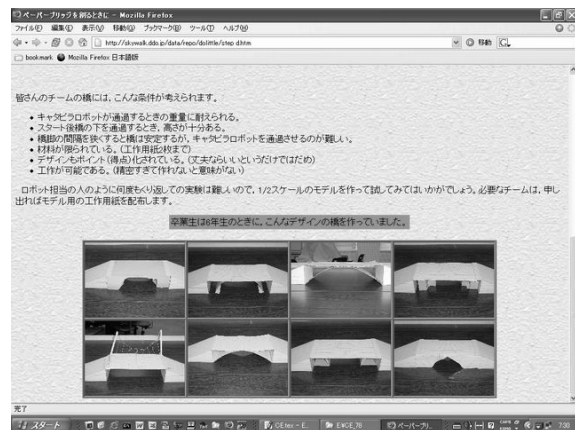 ペーパーブリッジを創るときに - Mozilla Firefox
ファイル(F) 編集(E) 表示(V) 移動(G) ブックマーク(B) ツール(T) ヘルプ(H)
http://skywalk.ddo.jp/data/repo/dolittle/step d.htm 移動
bookmark Mozilla Firefox 日本語版
皆さんのチームの橋には、こんな条件が考えられます。
キャタピラロボットが通過するときの重量に耐えられる。
スタート後橋の下を通過するとき、高さが十分ある。
橋脚の間隔を狭くすると橋は安定するが、キャタピラロボットを通過させるのが難しい。
材料が限られている。(工作用紙2枚まで)
デザインもポイント(得点)化されている。(丈夫ならいいというだけではだめ)
工作が可能である。(精密すぎて作れないと意味がない)
ロボット担当の人のように何度もくり返しての実験は難しいので、1/2スケールのモデルを作って試してみてはいかがでしょう。必要なチームは、申し
出ればモデル用の工作用紙を配布します。
卒業生は6年生のときに、こんなデザインの橋を作っていました。
完了
スタート
7:30